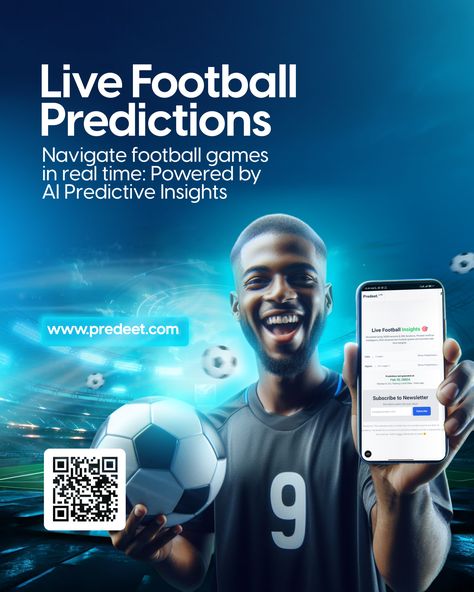 Live Football
Predictions
Navigate football games
in real time: Powered by
AI Predictive Insights
www.predeet.com
Predeet
Live Football Insights 🎯
Subscribe to Newsletter
Subscribe
9